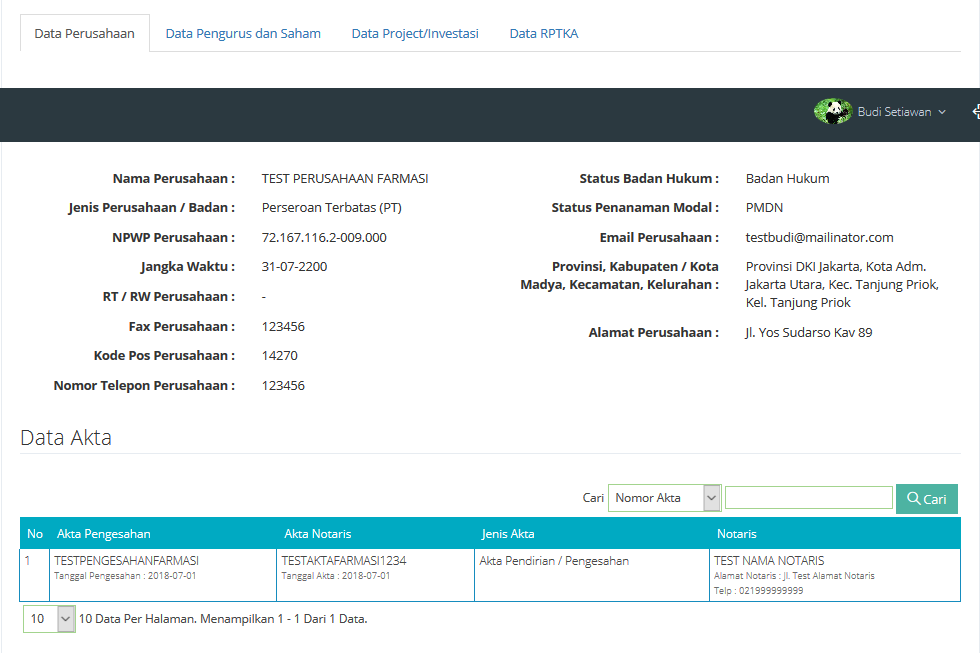 Data Perusahaan Data Pengurus dan Saham Data Project/Investasi Data RPTKA
Budi Setiawan
Nama Perusahaan : TEST PERUSAHAAN FARMASI
Jenis Perusahaan / Badan : Perseroan Terbatas (PT)
NPWP Perusahaan : 72.167.116.2-009.000
Jangka Waktu : 31-07-2200
RT / RW Perusahaan : -
Fax Perusahaan : 123456
Kode Pos Perusahaan : 14270
Nomor Telepon Perusahaan : 123456
Status Badan Hukum : Badan Hukum
Status Penanaman Modal : PMDN
Email Perusahaan : testbudi@mailinator.com
Provinsi, Kabupaten / Kota Provinsi DKI Jakarta, Kota Adm.
Madya, Kecamatan, Kelurahan : Jakarta Utara, Kec. Tanjung Priok,
Kel. Tanjung Priok
Alamat Perusahaan : Jl. Yos Sudarso Kav 89
Data Akta
Cari Nomor Akta Cari
No Akta Pengesahan Akta Notaris Jenis Akta Notaris
1 TESTPENGESAHANFARMASI TESTAKTAFARMASI1234 Akta Pendirian / Pengesahan TEST NAMA NOTARIS
Tanggal Pengesahan : 2018-07-01 Tanggal Akta : 2018-07-01 Alamat Notaris : Jl. Test Alamat Notaris
Telp : 021999999999
10 10 Data Per Halaman. Menampilkan 1 - 1 Dari 1 Data.